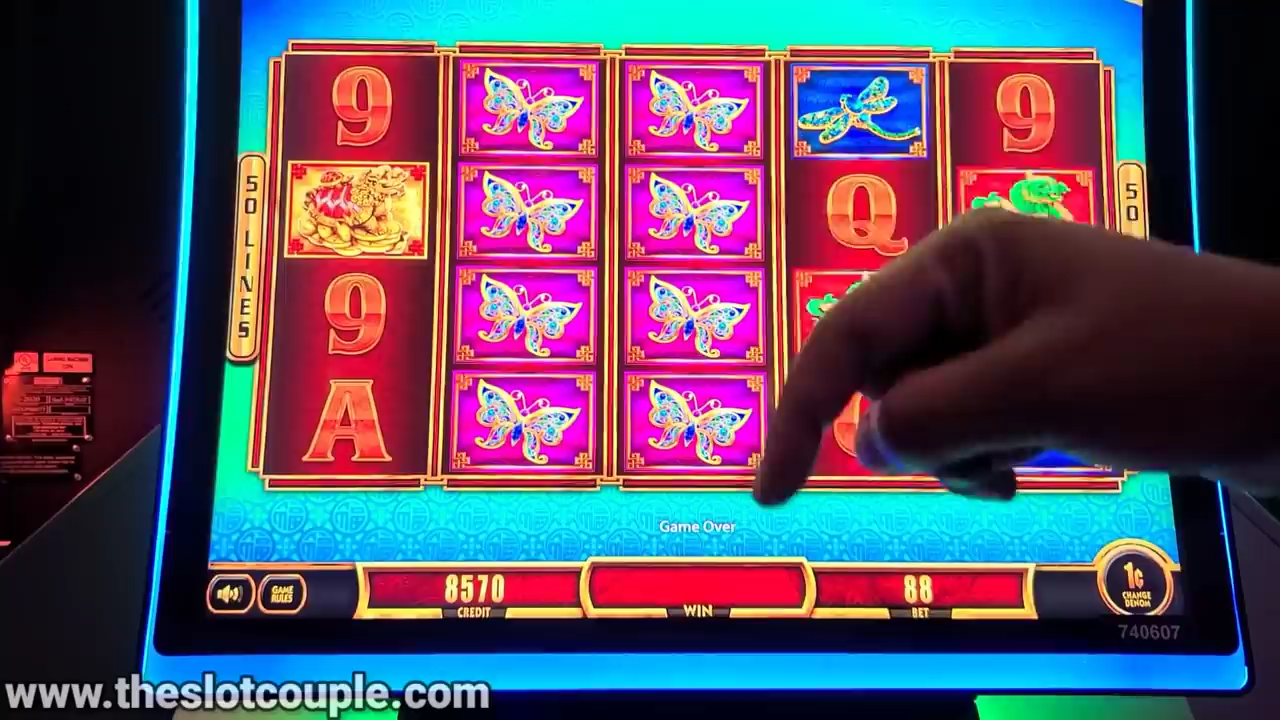 9
9
50 LINES
Q
50
9
A
Game Over
GAME RULES
8570
CREDIT
WIN
88
BET
1¢
CHANGE DENOM
740607
www.theslotcouple.com